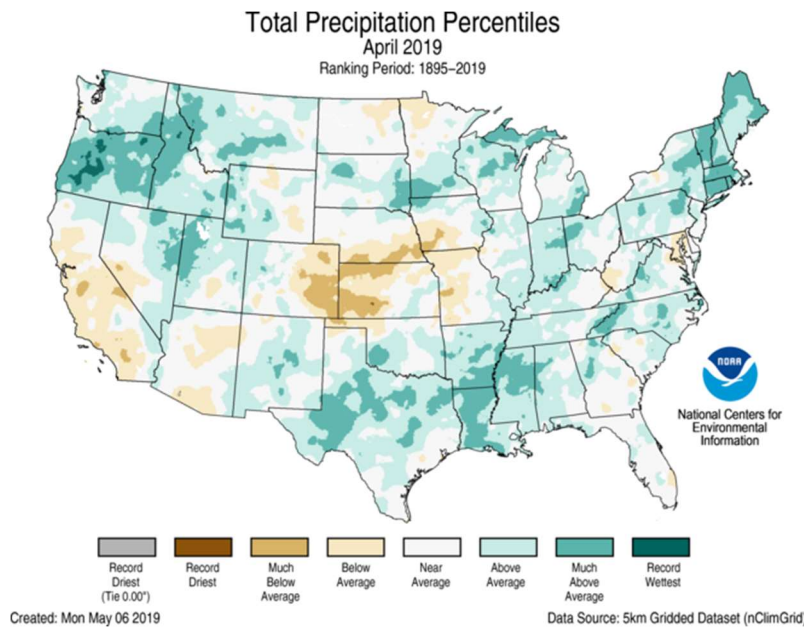 Total Precipitation Percentiles
April 2019
Ranking Period: 1895–2019
NOAA
National Centers for
Environmental
Information
Record
Driest
(Tie 0.00")
Record
Driest
Much
Below
Average
Below
Average
Near
Average
Above
Average
Much
Above
Average
Record
Wettest
Created: Mon May 06 2019
Data Source: 5km Gridded Dataset (nClimGrid)